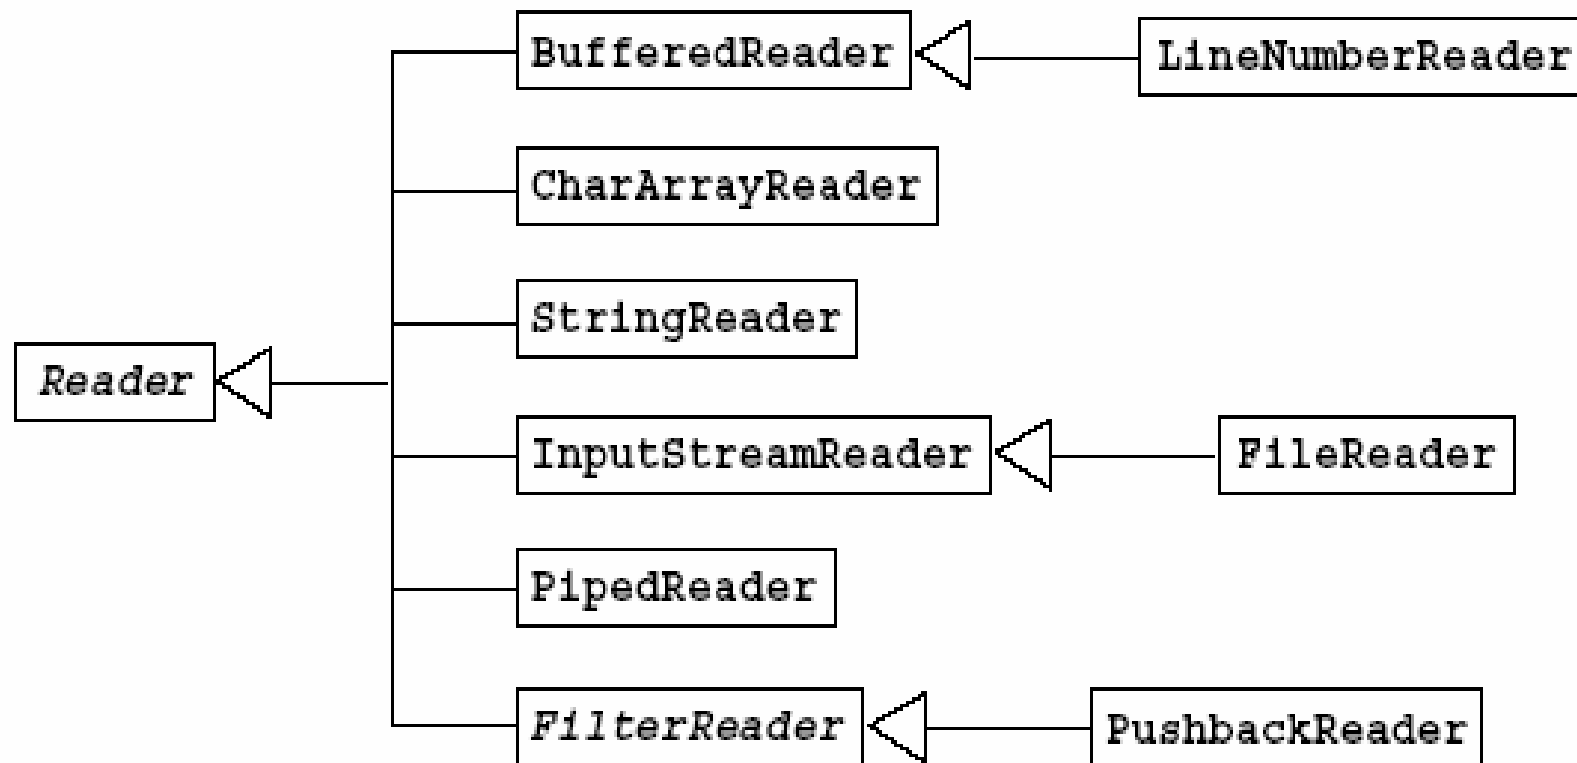 BufferedReader
LineNumberReader
CharArrayReader
StringReader
Reader
InputStreamReader
FileReader
PipedReader
FilterReader
PushbackReader